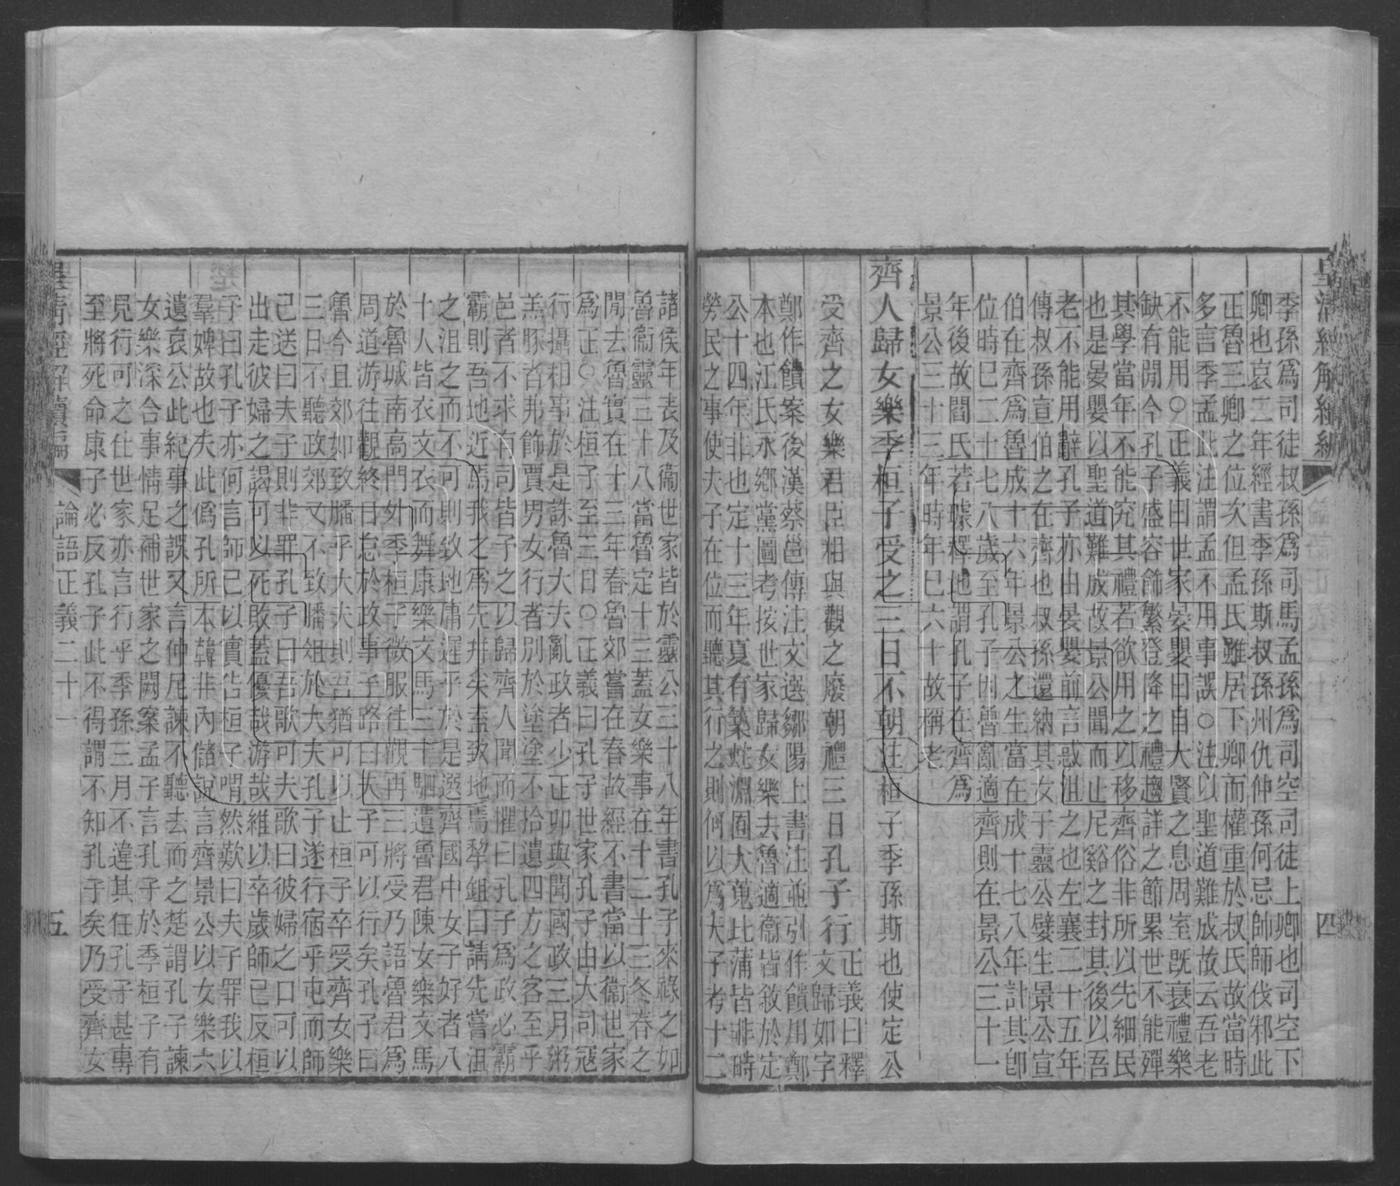 皇清經解續編
四
季孫爲司徒叔孫爲司馬孟孫爲司空司徒上卿也司空下
卿也哀二年經書季孫斯叔孫州仇仲孫何忌帥師伐邾此
正魯三卿之位次但孟氏雖居下卿而權重於叔氏故當時
多言季孟此注謂孟不用事誤○注以聖道難成故云吾老
不能用○正義曰世家晏嬰曰自大賢之息周室旣衰禮樂
缺有閒今孔子盛容飾繁登降之禮趨詳之節累世不能殫
其學當年不能究其禮若欲用之以移齊俗非所以先細民
也是晏嬰以聖道難成故景公聞而止尼谿之封其後以吾
老不能用辭孔子亦由晏嬰前言惑沮之也左襄二十五年
傳叔孫宣伯之在齊也叔孫還納其女于靈公嬖生景公宣
伯在齊爲魯成十六年景公之生當在成十七八年計其卽
位時已二十七八歲至孔子因魯亂適齊則在景公三十一
年後故閻氏若璩釋地謂孔子在齊爲
景公三十三年時年已六十故稱老
齊人歸女樂季桓子受之三日不朝注桓子季孫斯也使定公
受齊之女樂君臣相與觀之廢朝禮三日孔子行正義曰釋
文歸如字
鄭作饋案後漢蔡邕傳注文選鄒陽上書注並引作饋用鄭
本也江氏永鄉黨圖考按世家歸女樂去魯適衞皆敘於定
公十四年非也定十三年夏有築蛇淵囿大蒐比蒲皆非時
勞民之事使夫子在位而聽其行之則何以爲夫子考十二
諸侯年表及衞世家皆於靈公三十八年書孔子來祿之如
魯衞靈三十八當魯定十三蓋女樂事在十二十三冬春之
閒去魯實在十三年春魯郊嘗在春故經不書當以衞世家
爲正○注桓子至三日○正義曰孔子世家孔子由大司寇
行攝相事於是誅魯大夫亂政者少正卯與聞國政三月粥
羔豚者弗飾賈男女行者別於塗塗不拾遺四方之客至乎
邑者不求有司皆予之以歸齊人聞而懼曰孔子爲政必霸
霸則吾地近焉我之爲先幷矣盍致地焉犁鉏曰請先嘗沮
之沮之而不可則致地庸遲乎於是選齊國中女子好者八
十人皆衣文衣而舞康樂文馬三十駟遺魯君陳女樂文馬
於魯城南高門外季桓子微服往觀再三將受乃語魯君爲
周道游往觀終日怠於政事子路曰夫子可以行矣孔子曰
魯今且郊如致膰乎大夫則吾猶可以止桓子卒受齊女樂
三日不聽政郊又不致膰俎於大夫孔子遂行宿乎屯而師
己送曰夫子則非罪孔子曰吾歌可夫歌曰彼婦之口可以
出走彼婦之謁可以死敗蓋優哉游哉維以卒歲師已反桓
子曰孔子亦何言師己以實告桓子喟然歎曰夫子罪我以
羣婢故也夫此僞孔所本韓非內儲說言齊景公以女樂六
遺哀公此紀事之誤又言仲尼諫不聽去而之楚謂孔子諫
女樂深合事情足補世家之闕案孟子言孔子於季桓子有
見行可之仕世家亦言行乎季孫三月不違其任孔子甚專
至將死命康子必反孔子此不得謂不知孔子矣乃受齊女
皇清經解續編
論語正義二十一
五